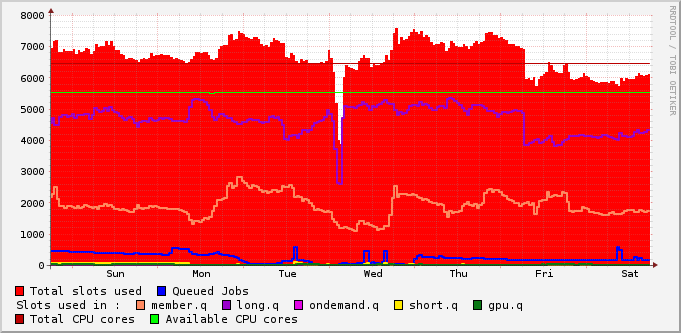 8000
7000
6000
5000
4000
3000
2000
1000
0
Sun Mon Tue Wed Thu Fri Sat
RRDTOOL / TOBI OETIKER
Total slots used Queued Jobs
Slots used in : member.q long.q ondemand.q short.q gpu.q
Total CPU cores Available CPU cores